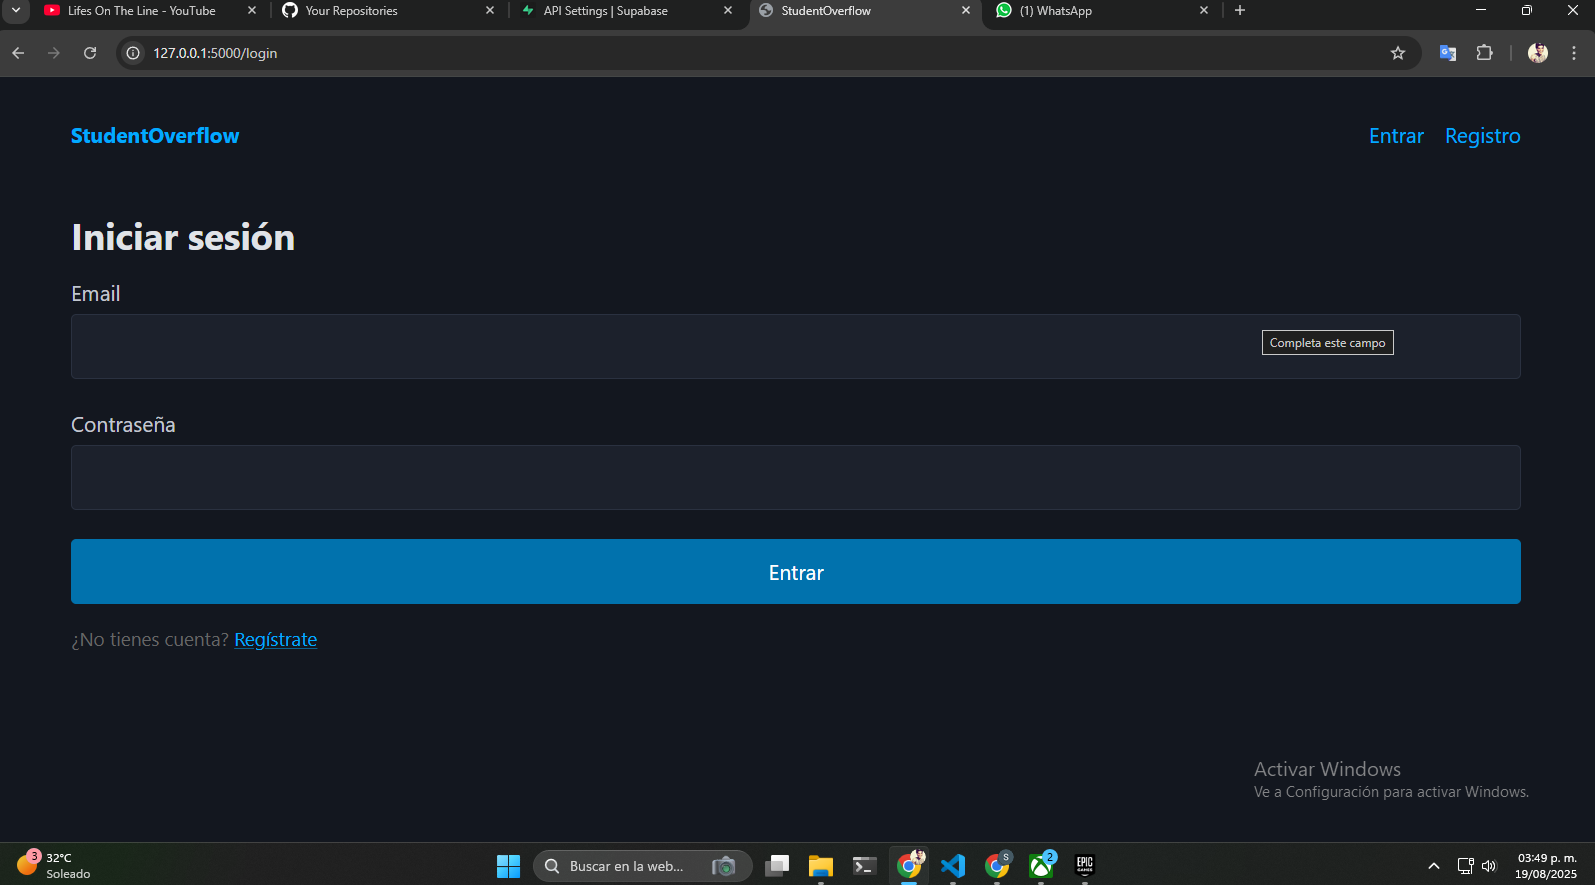 Lifes On The Line - YouTube
Your Repositories
API Settings | Supabase
StudentOverflow
(1) WhatsApp
127.0.0.1:5000/login
StudentOverflow
Entrar
Registro
Iniciar sesión
Email
Completa este campo
Contraseña
Entrar
¿No tienes cuenta? Regístrate
Activar Windows
Ve a Configuración para activar Windows.
3
32°C
Soleado
Buscar en la web...
S
2
EPIC
GAMES
03:49 p. m.
19/08/2025